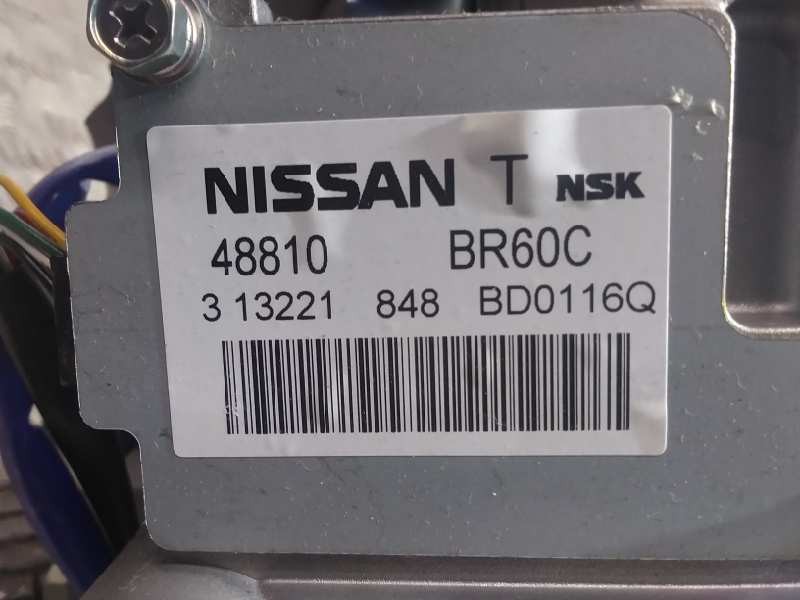 NISSAN T NSK
48810 BR60C
3 13221 848 BD0116Q